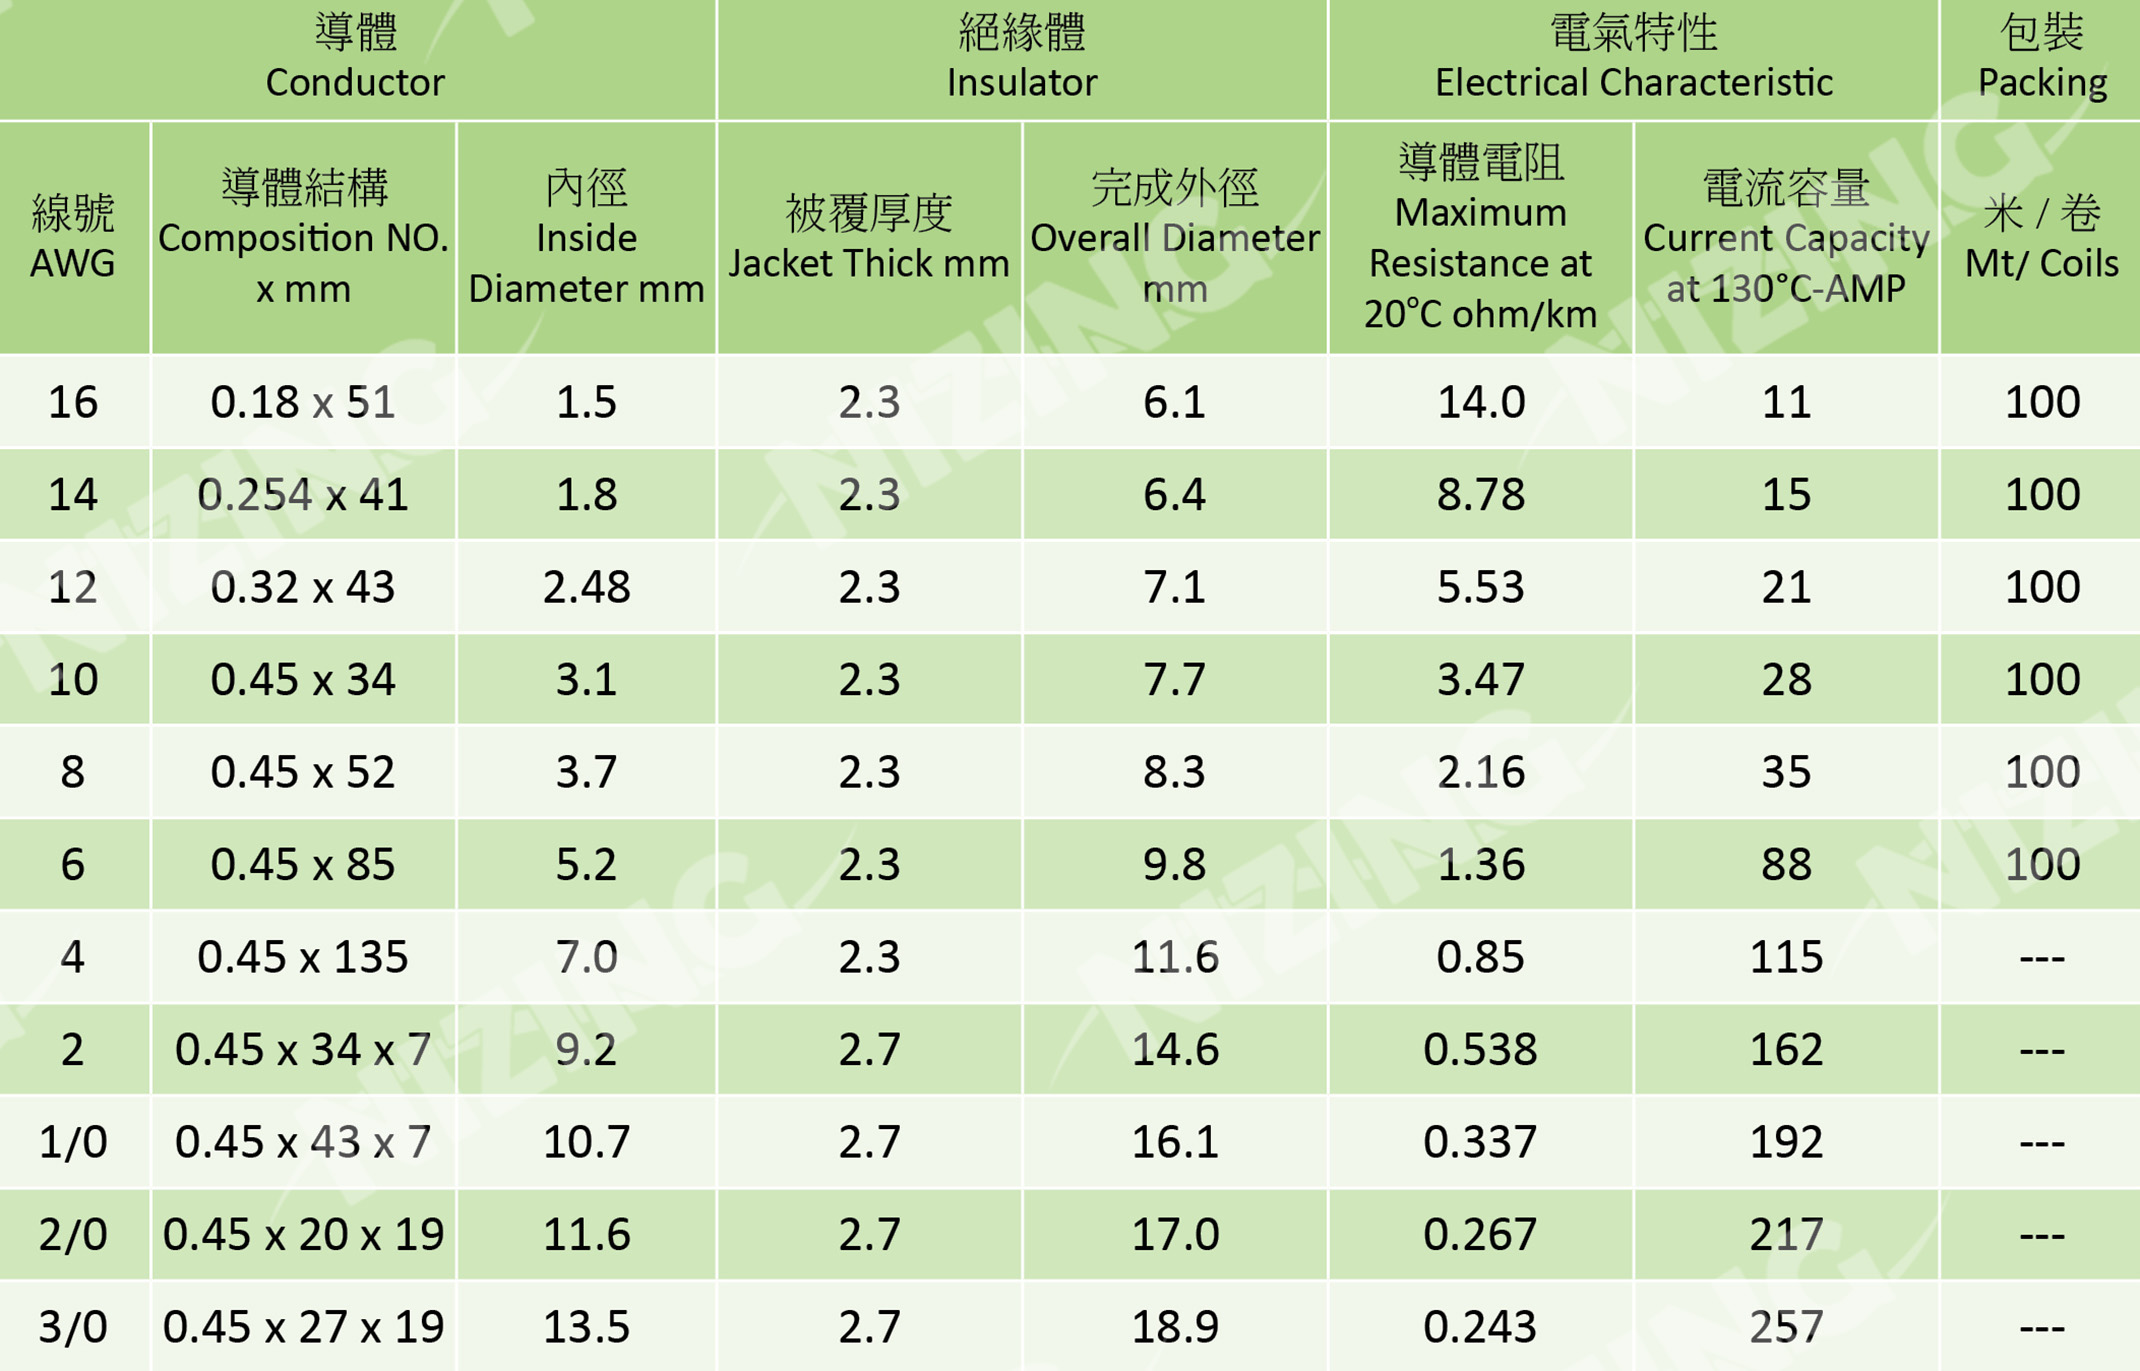 導體
Conductor
絕緣體
Insulator
電氣特性
Electrical Characteristic
包裝
Packing
線號
AWG
導體結構
Composition NO.
x mm
內徑
Inside
Diameter mm
被覆厚度
Jacket Thick mm
完成外徑
Overall Diameter
mm
導體電阻
Maximum
Resistance at
20°C ohm/km
電流容量
Current Capacity
at 130°C-AMP
米 / 卷
Mt/ Coils
16 0.18 x 51 1.5 2.3 6.1 14.0 11 100
14 0.254 x 41 1.8 2.3 6.4 8.78 15 100
12 0.32 x 43 2.48 2.3 7.1 5.53 21 100
10 0.45 x 34 3.1 2.3 7.7 3.47 28 100
8 0.45 x 52 3.7 2.3 8.3 2.16 35 100
6 0.45 x 85 5.2 2.3 9.8 1.36 88 100
4 0.45 x 135 7.0 2.3 11.6 0.85 115 ---
2 0.45 x 34 x 7 9.2 2.7 14.6 0.538 162 ---
1/0 0.45 x 43 x 7 10.7 2.7 16.1 0.337 192 ---
2/0 0.45 x 20 x 19 11.6 2.7 17.0 0.267 217 ---
3/0 0.45 x 27 x 19 13.5 2.7 18.9 0.243 257 ---
NIZING
NIZING
NIZING
NIZING
NIZING
NIZING
NIZING